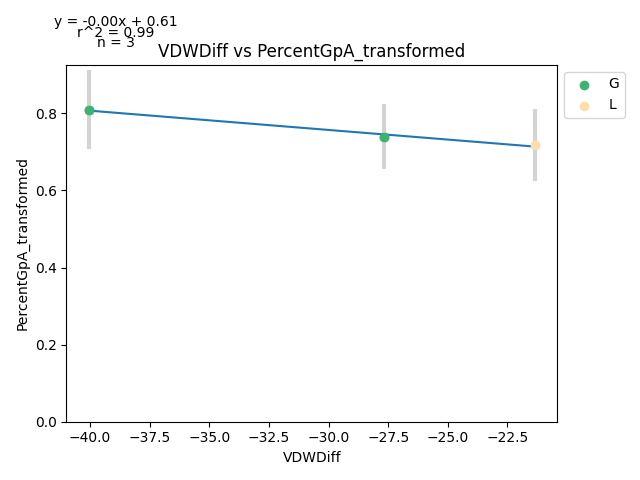 y = -0.00x + 0.61
r^2 = 0.99
n = 3
VDWDiff vs PercentGpA_transformed
G
L
PercentGpA_transformed
0.8
0.6
0.4
0.2
0.0
−40.0 −37.5 −35.0 −32.5 −30.0 −27.5 −25.0 −22.5
VDWDiff